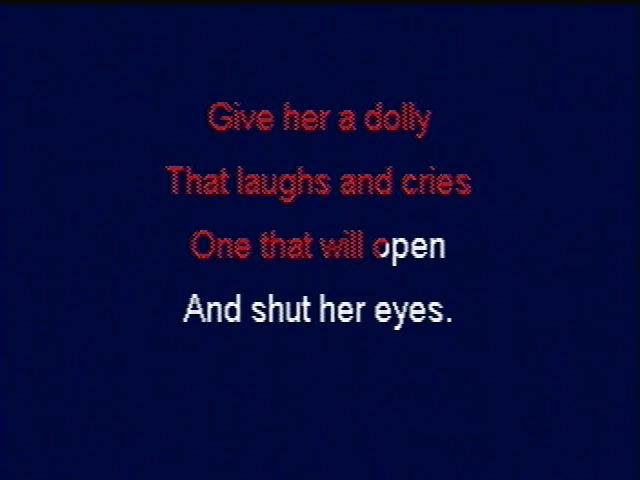 Give her a dolly
That laughs and cries
One that will open
And shut her eyes.